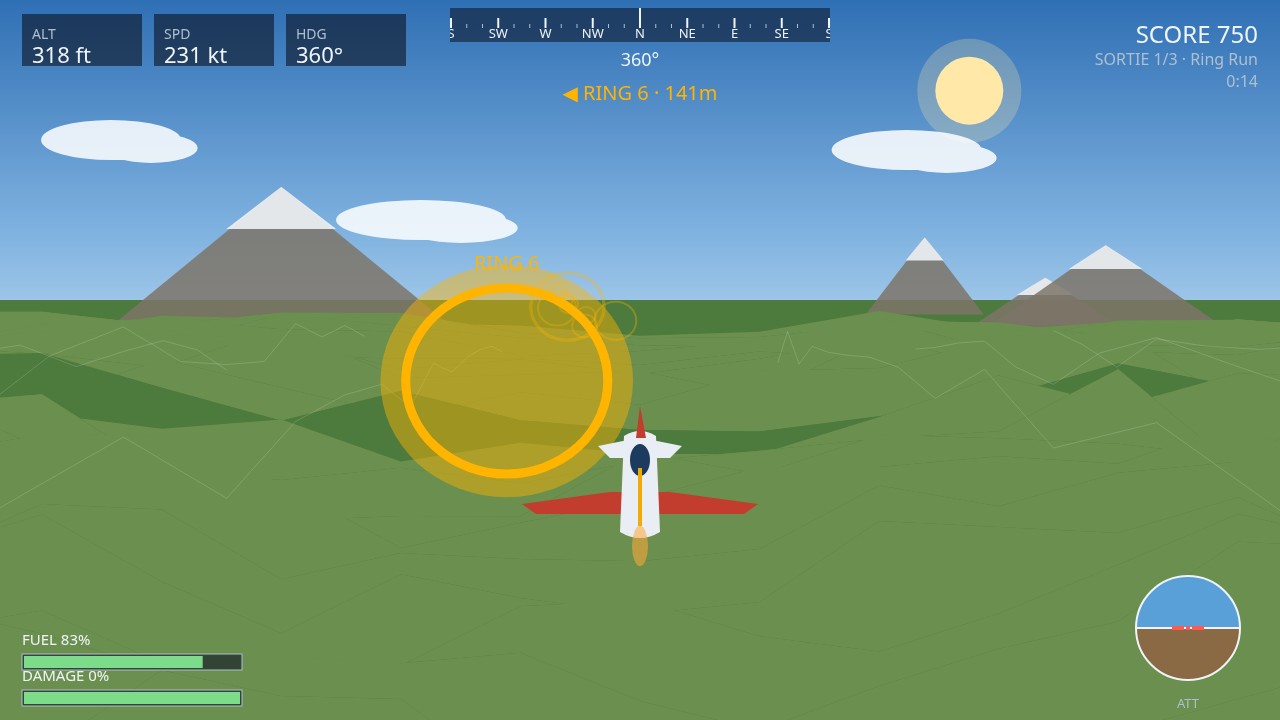 ALT
318 ft
SPD
231 kt
HDG
360°
S SW W NW N NE E SE S
360°
◀ RING 6 · 141m
SCORE 750
SORTIE 1/3 · Ring Run
0:14
RING 6
FUEL 83%
DAMAGE 0%
ATT